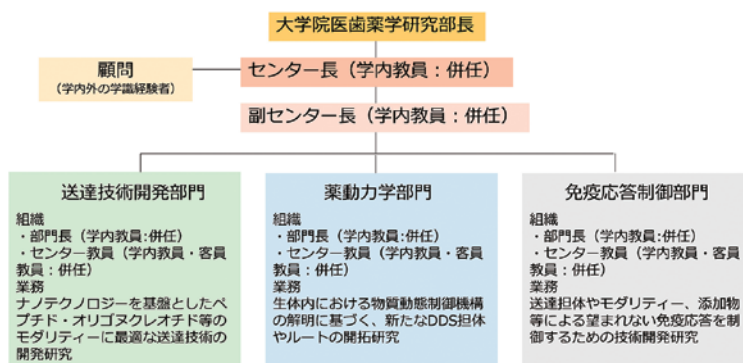 大学院医歯薬学研究部長
顧問
(学内外の学識経験者)
センター長（学内教員：併任）
副センター長（学内教員：併任）
送達技術開発部門
組織
・部門長（学内教員:併任）
・センター教員（学内教員・客員
教員：併任）
業務
ナノテクノロジーを基盤としたペ
プチド・オリゴヌクレオチド等の
モダリティーに最適な送達技術の
開発研究
薬動力学部門
組織
・部門長（学内教員:併任）
・センター教員（学内教員・客員
教員：併任）
業務
生体内における物質動態制御機構
の解明に基づく、新たなDDS担体
やルートの開拓研究
免疫応答制御部門
組織
・部門長（学内教員:併任）
・センター教員（学内教員・客員
教員：併任）
業務
送達担体やモダリティー、添加物
等による望まれない免疫応答を制
御するための技術開発研究